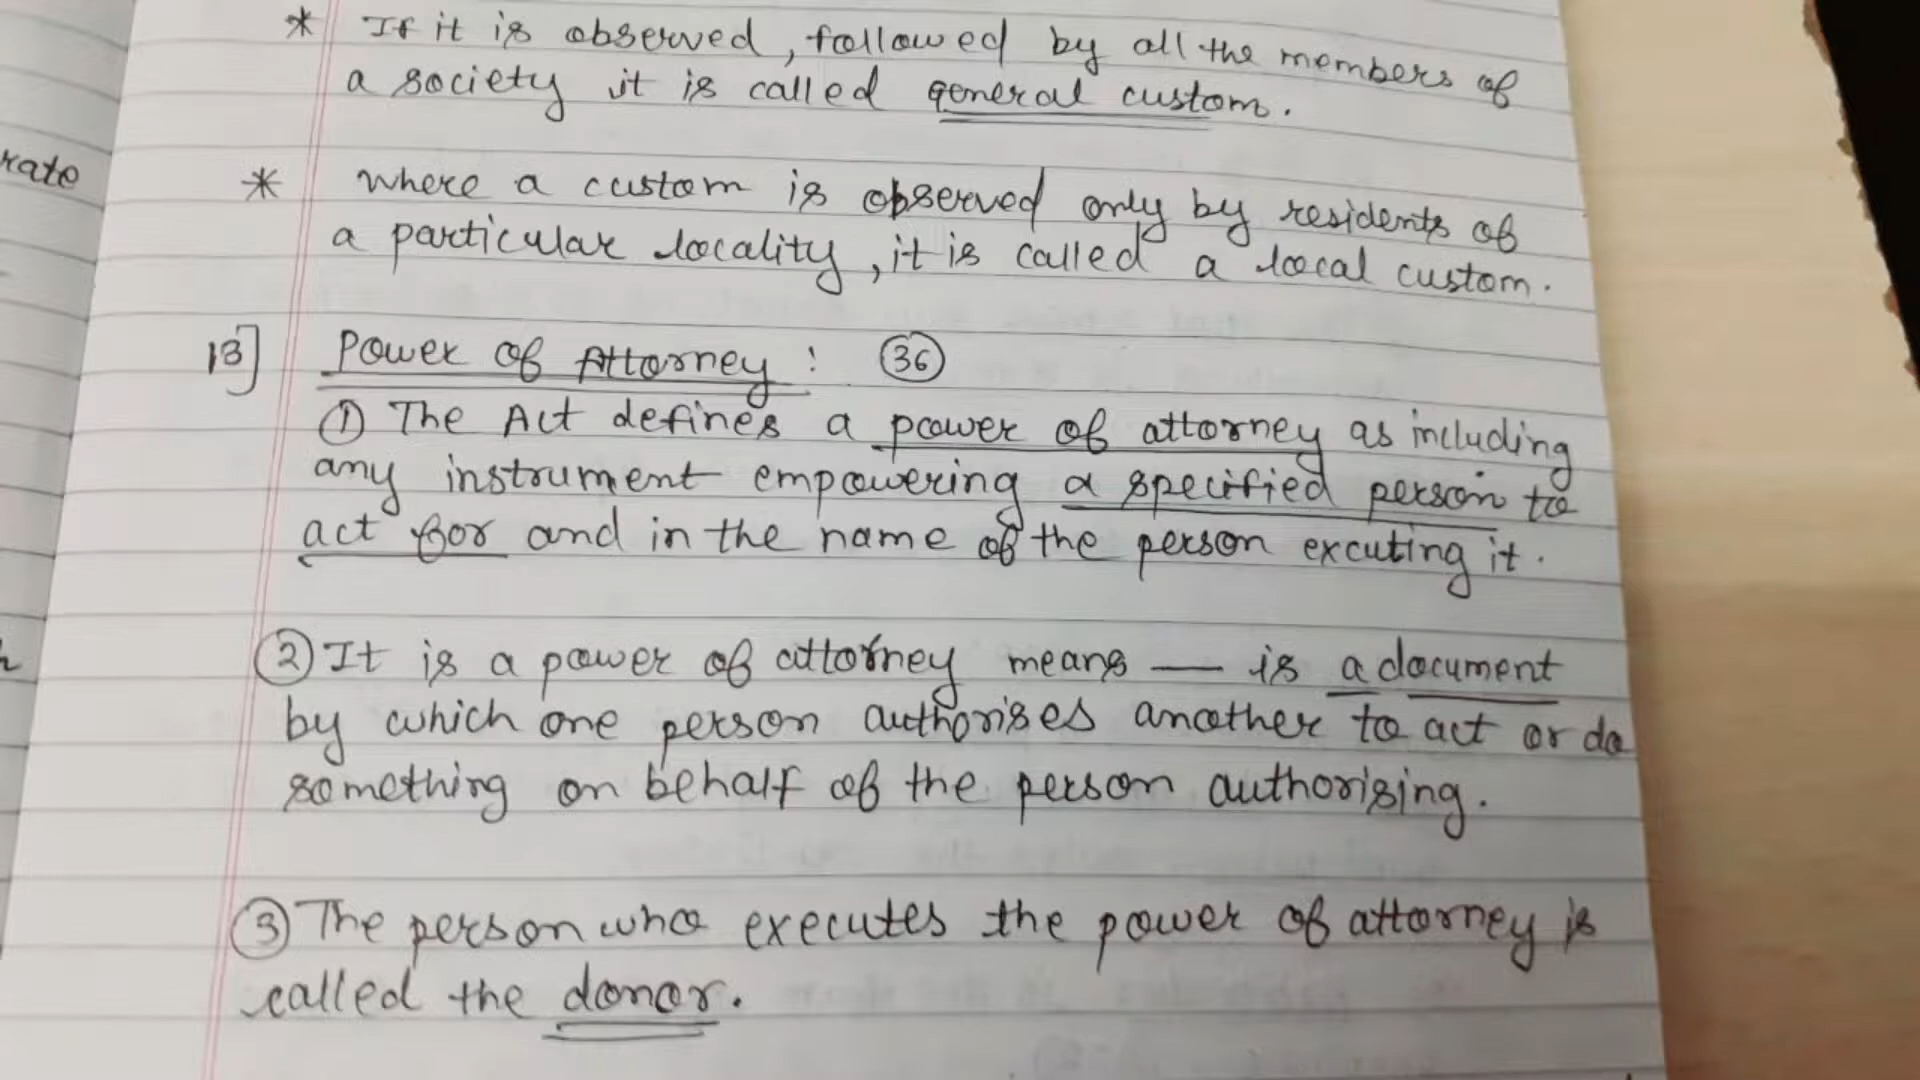 * If it is observed, followed by all the members of
a society it is called general custom.
* where a custom is observed only by residents of
a particular locality, it is called a local custom.
rate
13] Power of Attorney : 36
① The Act defines a power of attorney as including
any instrument empowering a specified person to
act for and in the name of the person excuting it.
② It is a power of attorney means — is a document
by which one person authorises another to act or do
something on behalf of the person authorising.
③ The person who executes the power of attorney is
called the donor.